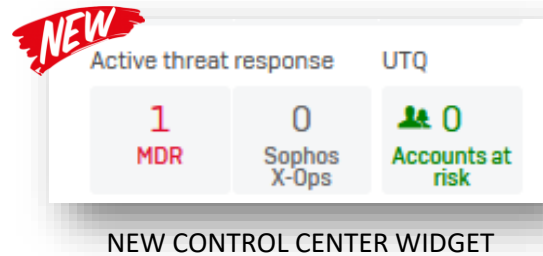 NEW
Active threat response UTQ
1 0 0
MDR Sophos X-Ops Accounts at risk
NEW CONTROL CENTER WIDGET